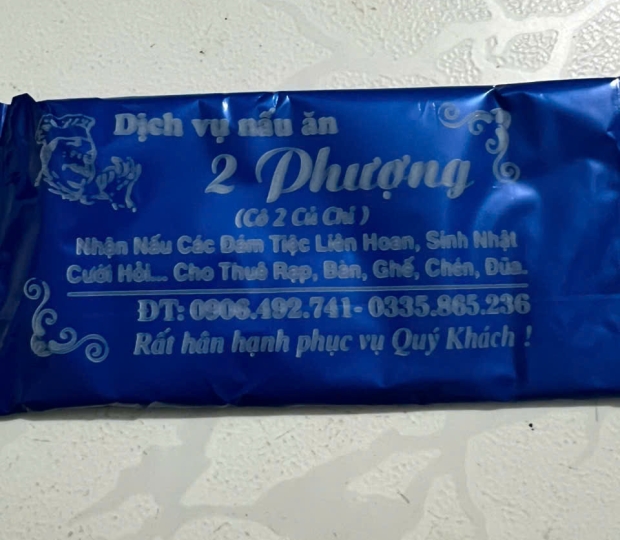 Dịch vụ nấu ăn
2 Phượng
(Cô 2 Củ Chi)
Nhận Nấu Các Đám Tiệc Liên Hoan, Sinh Nhật
Cưới Hỏi... Cho Thuê Rạp, Bàn, Ghế, Chén, Đũa.
ĐT: 0906.492.741- 0335.865.236
Rất hân hạnh phục vụ Quý Khách !